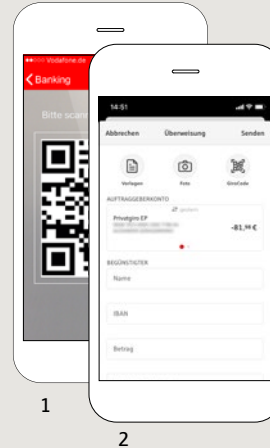 Vodafone.de
Banking
Bitte scann
14:51
Abbrechen Überweisung Senden
Vorlagen Foto GiroCode
AUFTRAGGEBERKONTO
Privatgiro EP
-81,98 €
BEGÜNSTIGTER
Name
IBAN
Betrag
1
2